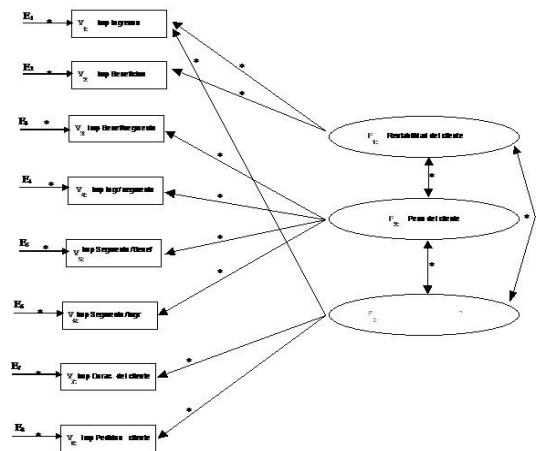 E1 * V1: Imp Ingresos
E2 * V2: Imp Beneficios
E3 * V3: Imp Benef/segmento
E4 * V4: Imp Ingr/segmento
E5 * V5: Imp Segmento/Benef
E6 * V6: Imp Segmento/Ingr
E7 * V7: Imp Durac. del cliente
E8 * V8: Imp Pedidos cliente
* * * * * * * * *
F1: Rentabilidad del cliente
*
F2: Peso del cliente
*
*
F3: